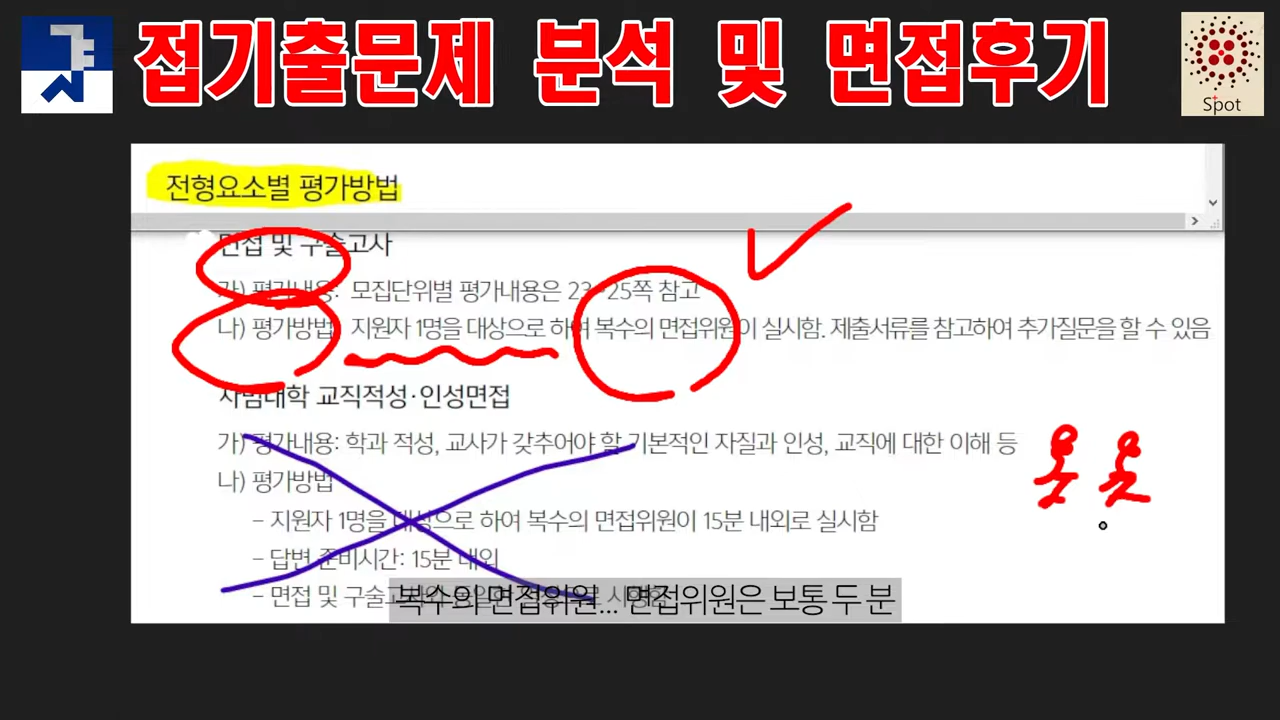 접기출문제 분석 및 면접후기
Spot
전형요소별 평가방법
면접 및 구술고사
가) 평가내용: 모집단위별 평가내용은 23~25쪽 참고
나) 평가방법: 지원자 1명을 대상으로 하여 복수의 면접위원이 실시함. 제출서류를 참고하여 추가질문을 할 수 있음
사범대학 교직적성·인성면접
가) 평가내용: 학과 적성, 교사가 갖추어야 할 기본적인 자질과 인성, 교직에 대한 이해 등
나) 평가방법
– 지원자 1명을 대상으로 하여 복수의 면접위원이 15분 내외로 실시함
– 답변 준비시간: 15분 내외
– 면접 및 구술고사와
복수의 면접위원... 면접위원은 보통 두 분